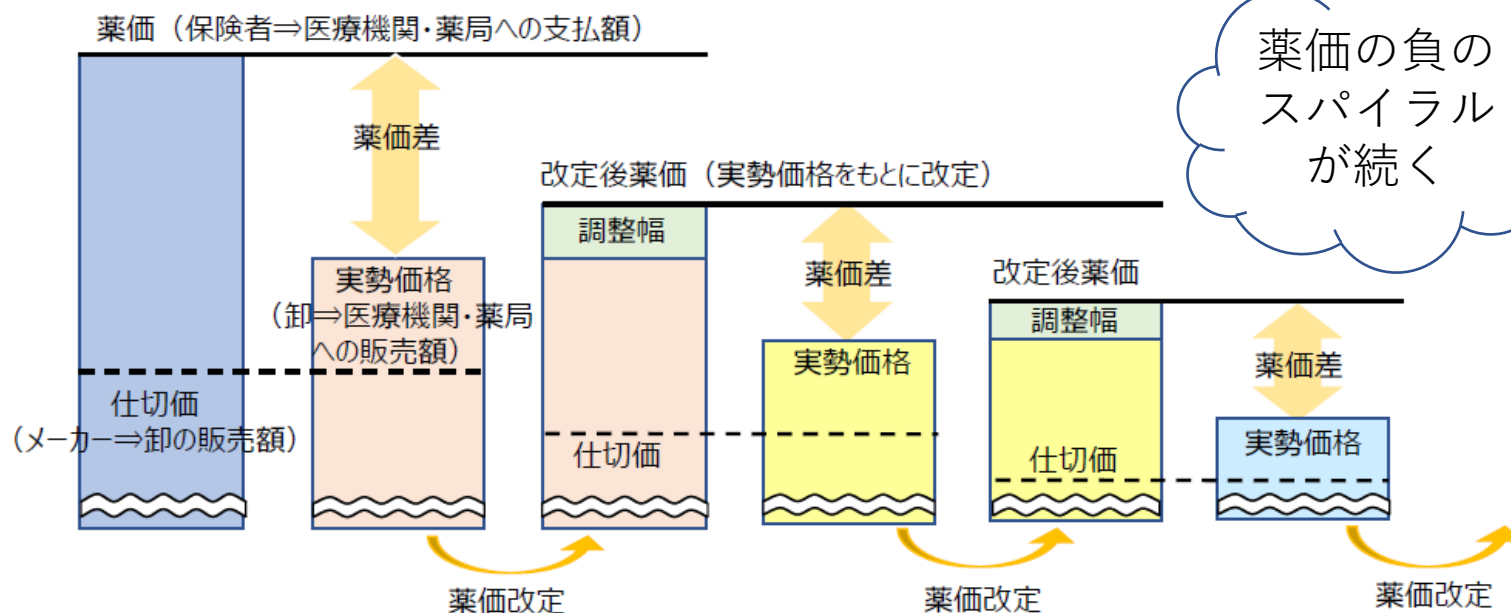 薬価（保険者⇒医療機関・薬局への支払額）
薬価の負の
スパイラル
が続く
薬価差
改定後薬価（実勢価格をもとに改定）
調整幅
実勢価格
（卸⇒医療機関・薬局
への販売額）
薬価差
改定後薬価
調整幅
実勢価格
薬価差
仕切価
（メーカー⇒卸の販売額）
仕切価
仕切価
実勢価格
薬価改定
薬価改定
薬価改定